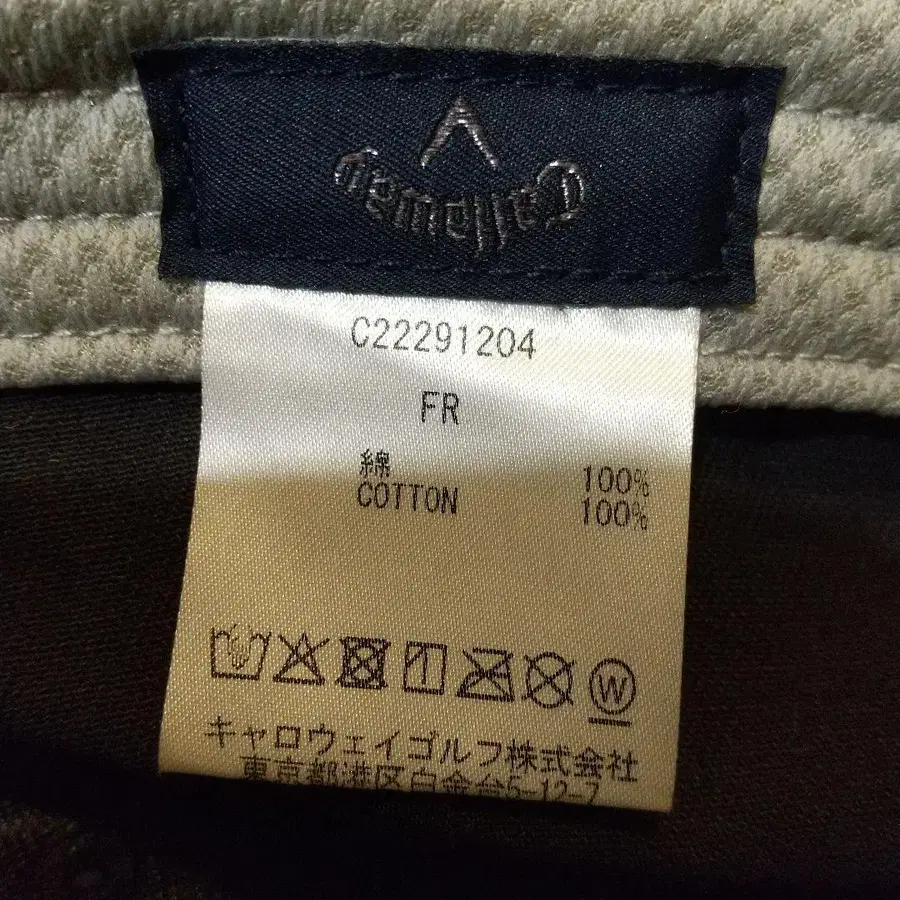 Callaway
C22291204
FR
綿 100%
COTTON 100%
W
キャロウェイゴルフ株式会社
東京都港区白金台5-12-7